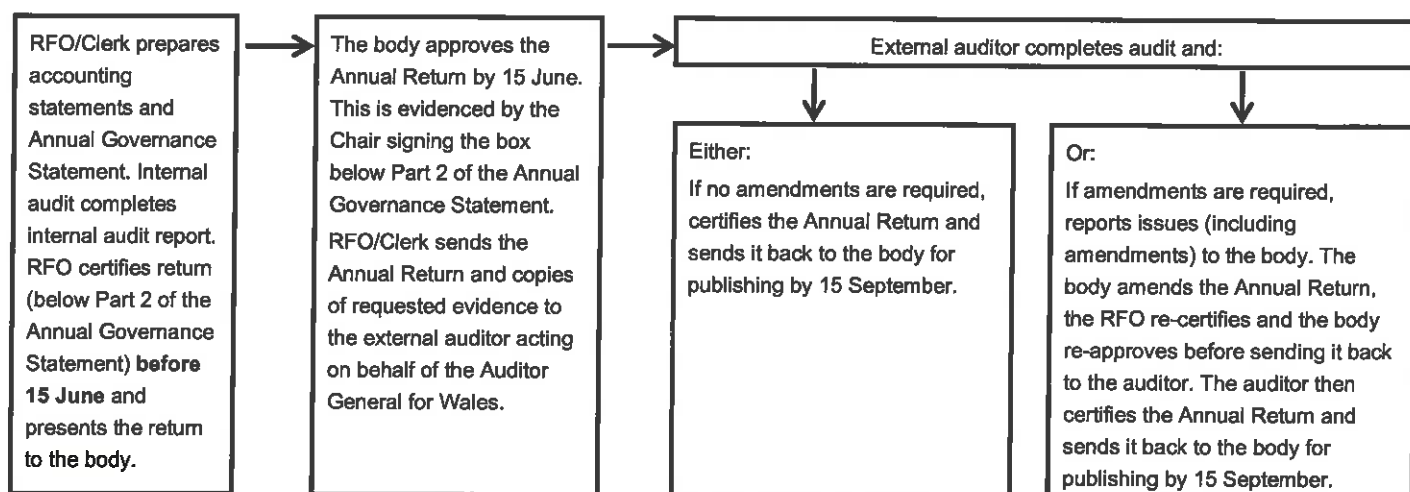 RFO/Clerk prepares
accounting
statements and
Annual Governance
Statement. Internal
audit completes
internal audit report.
RFO certifies return
(below Part 2 of the
Annual Governance
Statement) before
15 June and
presents the return
to the body.
The body approves the
Annual Return by 15 June.
This is evidenced by the
Chair signing the box
below Part 2 of the Annual
Governance Statement.
RFO/Clerk sends the
Annual Return and copies
of requested evidence to
the external auditor acting
on behalf of the Auditor
General for Wales.
External auditor completes audit and:
Either:
If no amendments are required,
certifies the Annual Return and
sends it back to the body for
publishing by 15 September.
Or:
If amendments are required,
reports issues (including
amendments) to the body. The
body amends the Annual Return,
the RFO re-certifies and the body
re-approves before sending it back
to the auditor. The auditor then
certifies the Annual Return and
sends it back to the body for
publishing by 15 September.